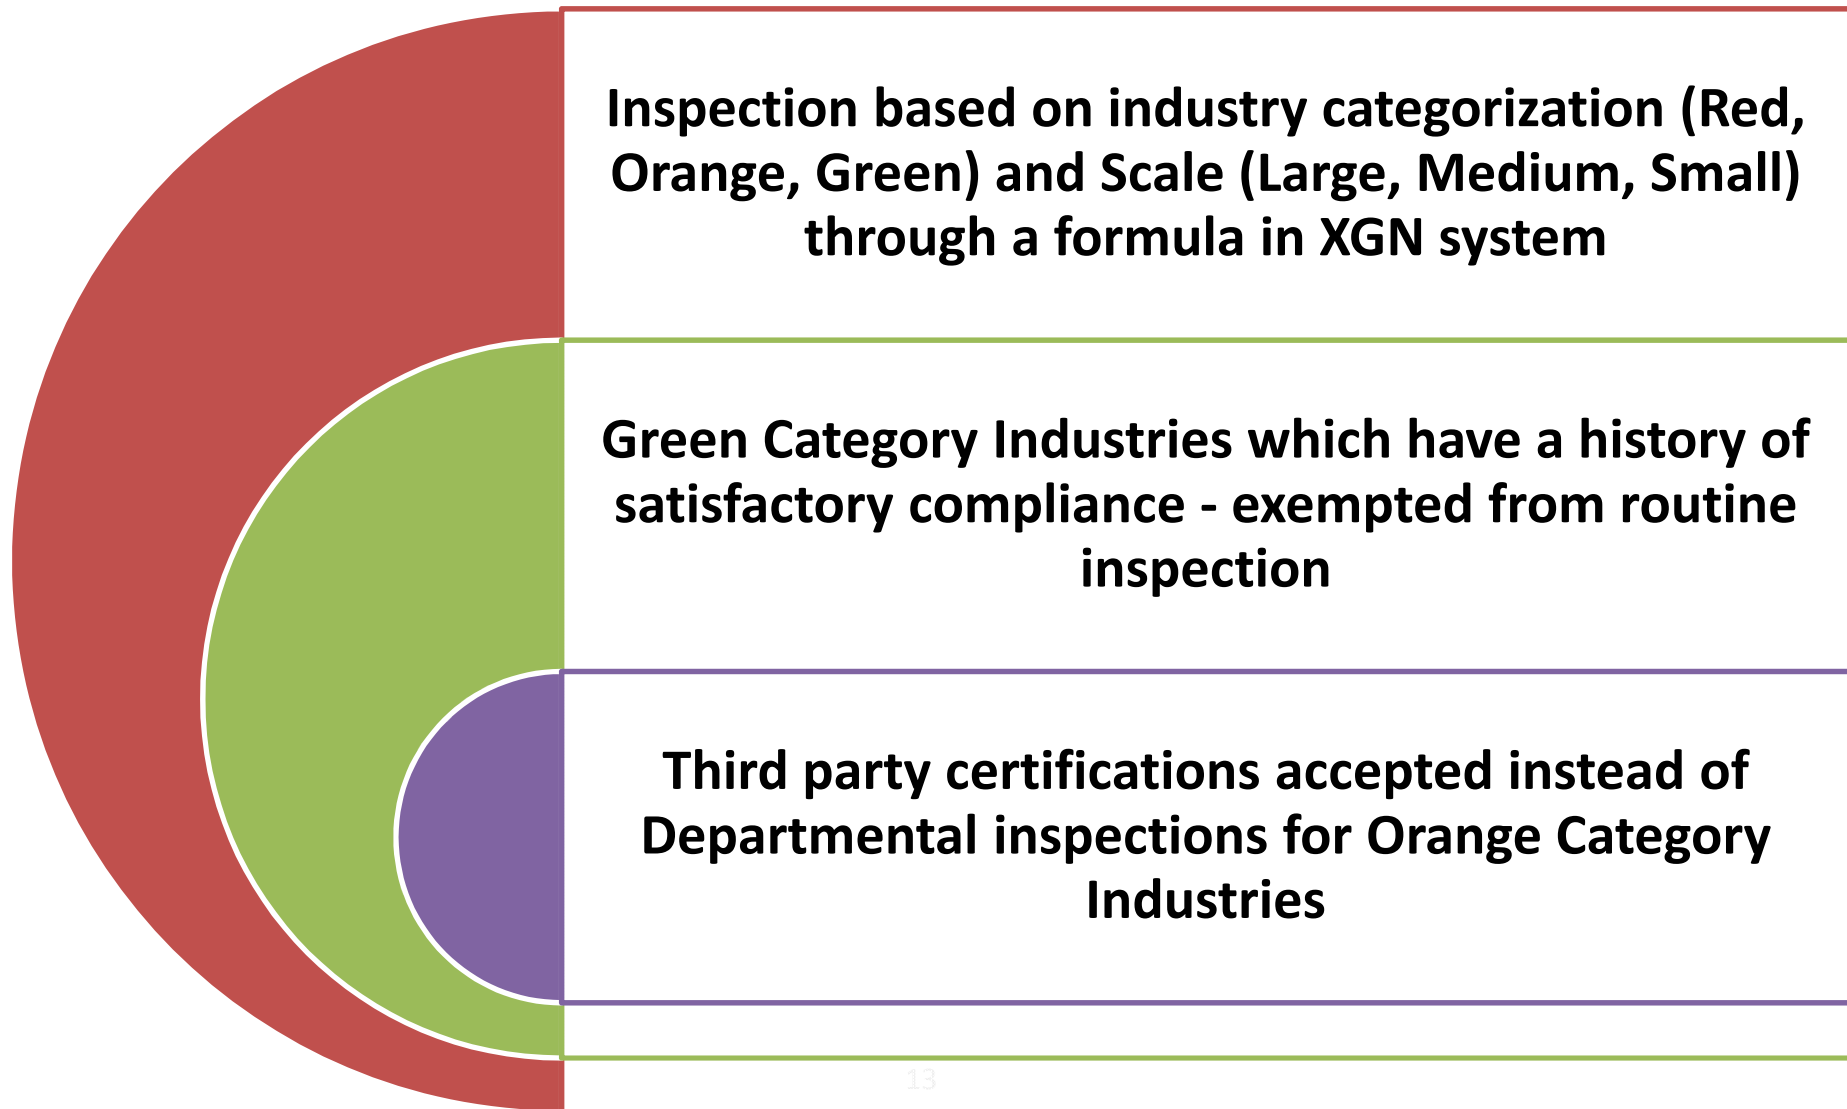 Inspection based on industry categorization (Red,
Orange, Green) and Scale (Large, Medium, Small)
through a formula in XGN system
Green Category Industries which have a history of
satisfactory compliance - exempted from routine
inspection
Third party certifications accepted instead of
Departmental inspections for Orange Category
Industries
13